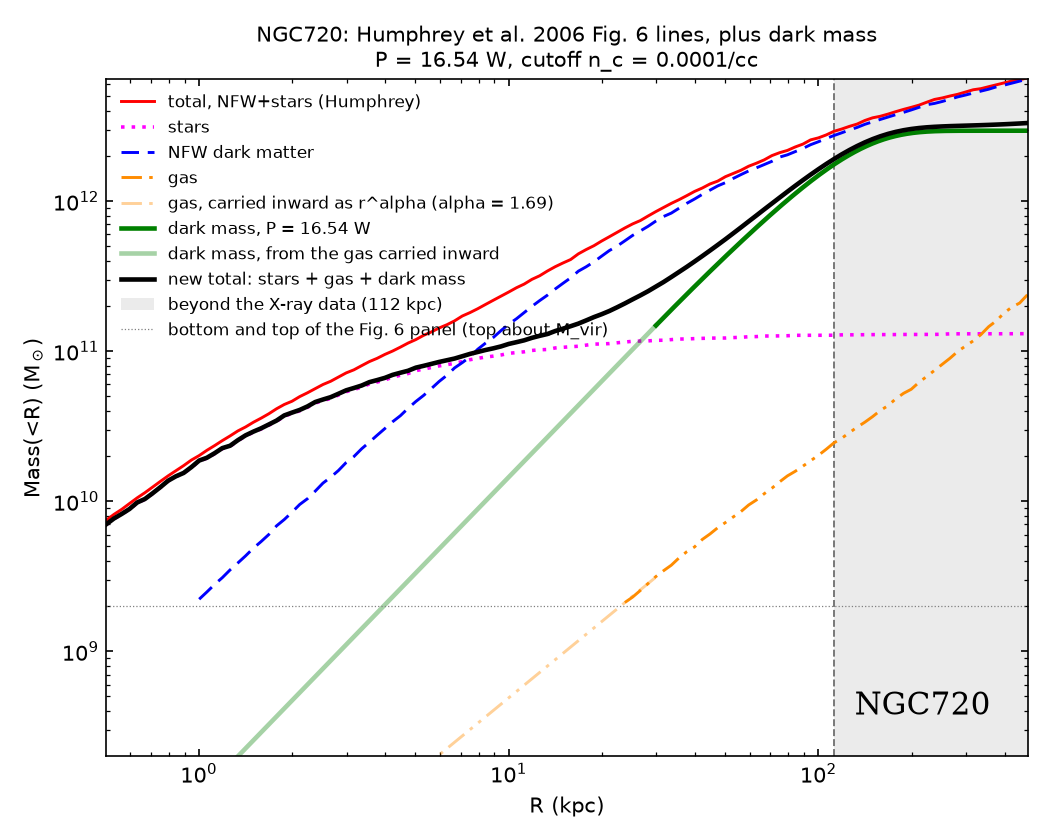 NGC720: Humphrey et al. 2006 Fig. 6 lines, plus dark mass
P = 16.54 W, cutoff n_c = 0.0001/cc
total, NFW+stars (Humphrey)
stars
NFW dark matter
gas
gas, carried inward as r^alpha (alpha = 1.69)
dark mass, P = 16.54 W
dark mass, from the gas carried inward
new total: stars + gas + dark mass
beyond the X-ray data (112 kpc)
bottom and top of the Fig. 6 panel (top about M_vir)
Mass(<R) (M⊙)
10¹²
10¹¹
10¹⁰
10⁹
NGC720
10⁰ 10¹ 10²
R (kpc)